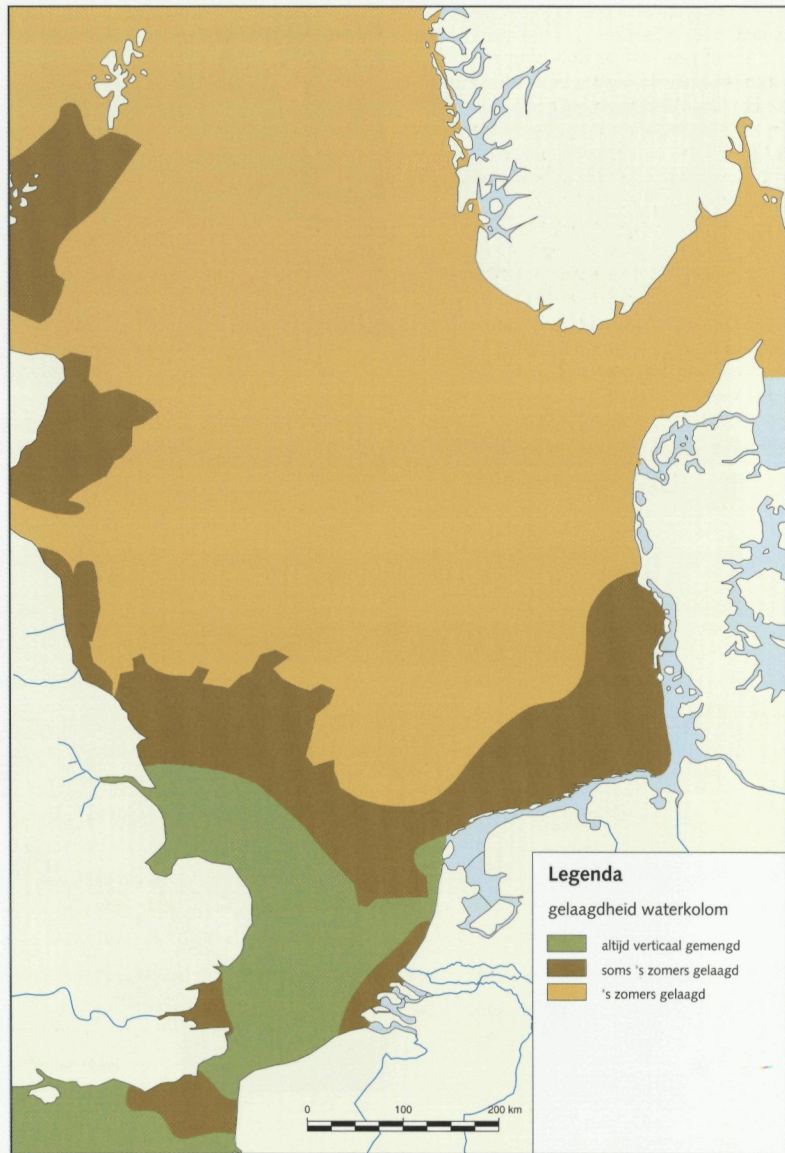 Legenda
gelaagdheid waterkolom
altijd verticaal gemengd
soms 's zomers gelaagd
's zomers gelaagd
0 100 200 km